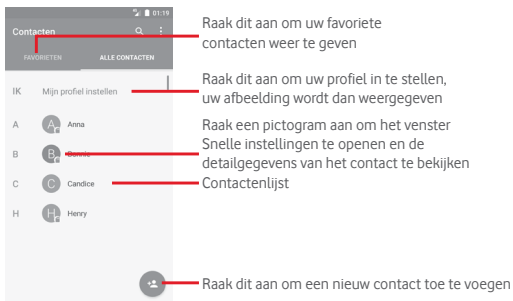 01:19
Contacten
FAVORIETEN ALLE CONTACTEN
IK Mijn profiel instellen
A A Anna
B B
C C Candice
H H Henry
Raak dit aan om uw favoriete
contacten weer te geven
Raak dit aan om uw profiel in te stellen,
uw afbeelding wordt dan weergegeven
Raak een pictogram aan om het venster
Snelle instellingen te openen en de
detailgegevens van het contact te bekijken
Contactenlijst
Raak dit aan om een nieuw contact toe te voegen